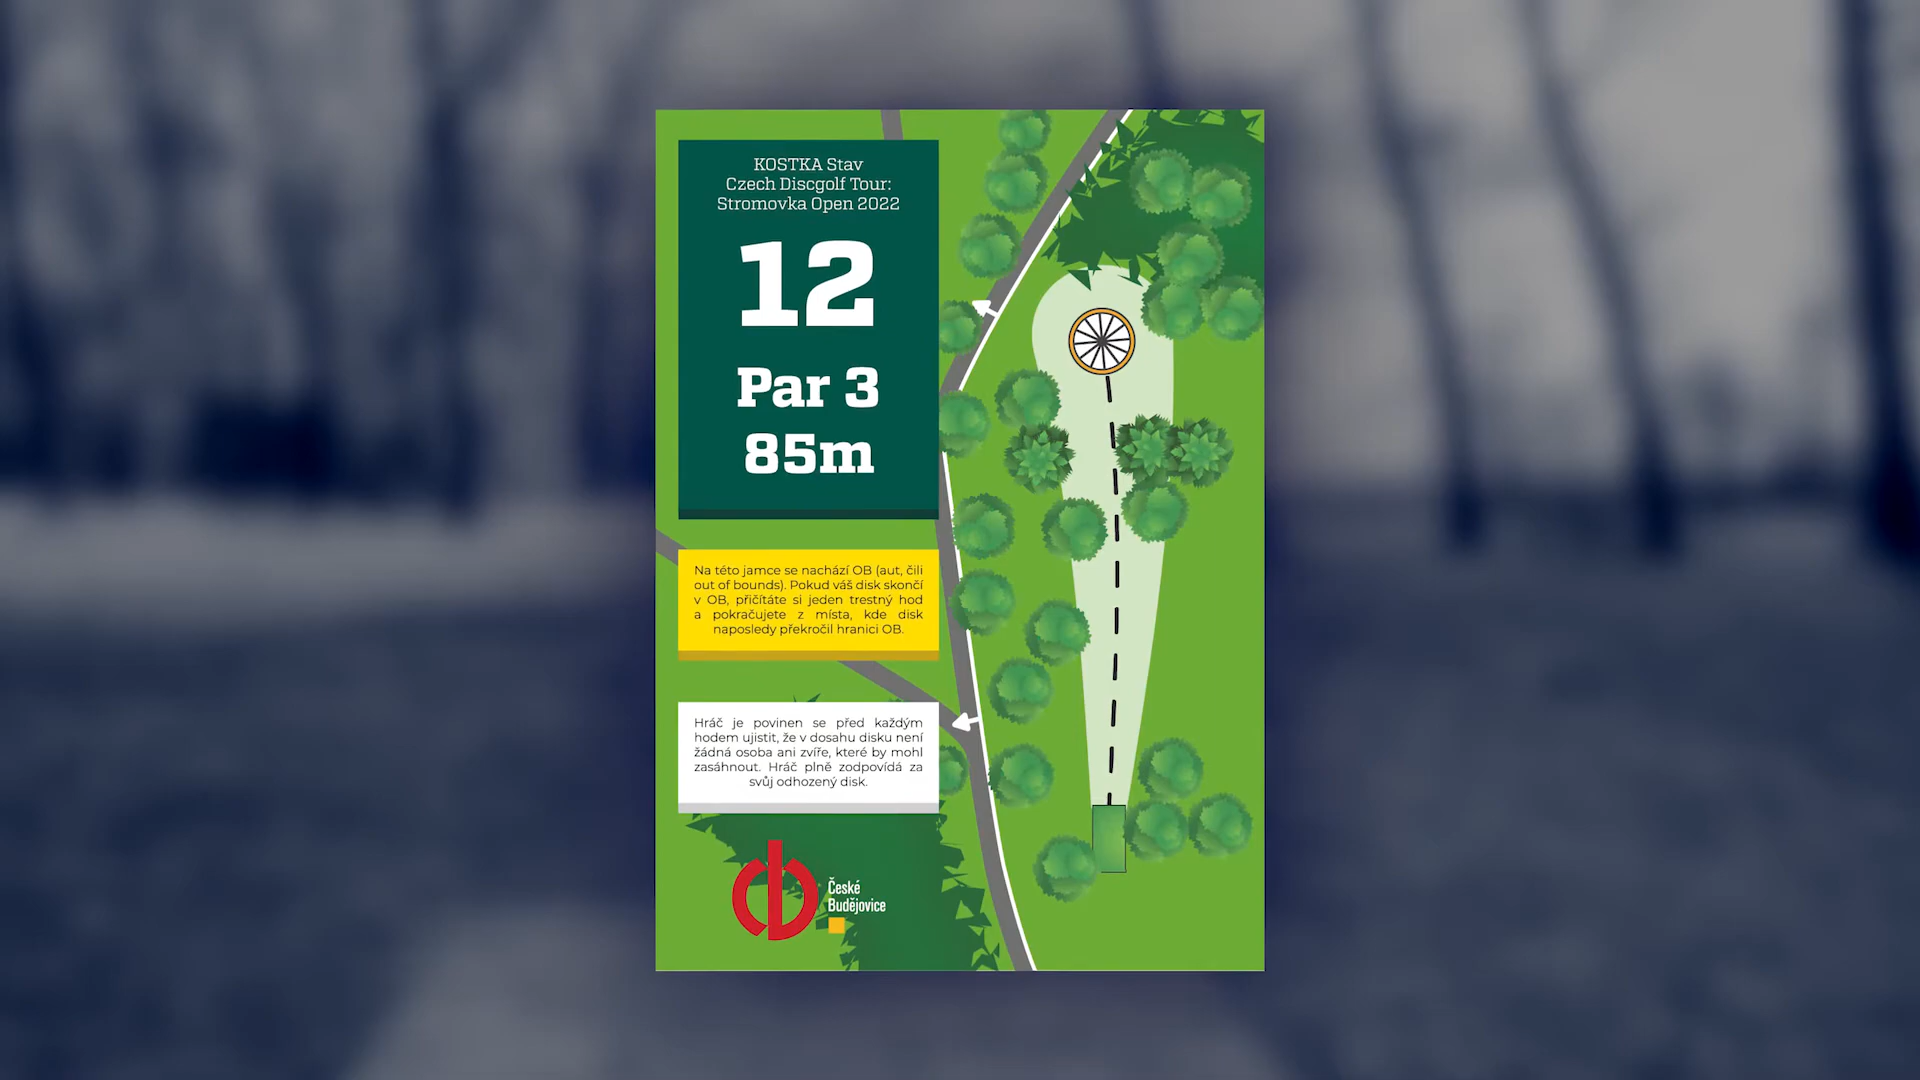 KOSTKA Stav
Czech Discgolf Tour:
Stromovka Open 2022
12
Par 3
85m
Na této jamce se nachází OB (aut, čili
out of bounds). Pokud váš disk skončí
v OB, přičítáte si jeden trestný hod
a pokračujete z místa, kde disk
naposledy překročil hranici OB.
Hráč je povinen se před každým
hodem ujistit, že v dosahu disku není
žádná osoba ani zvíře, které by mohl
zasáhnout. Hráč plně zodpovídá za
svůj odhozený disk.
České
Budějovice